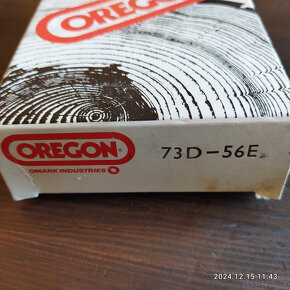 OREGON
OREGON 73D-56E
OMARK INDUSTRIES
2024.12.15 11:43